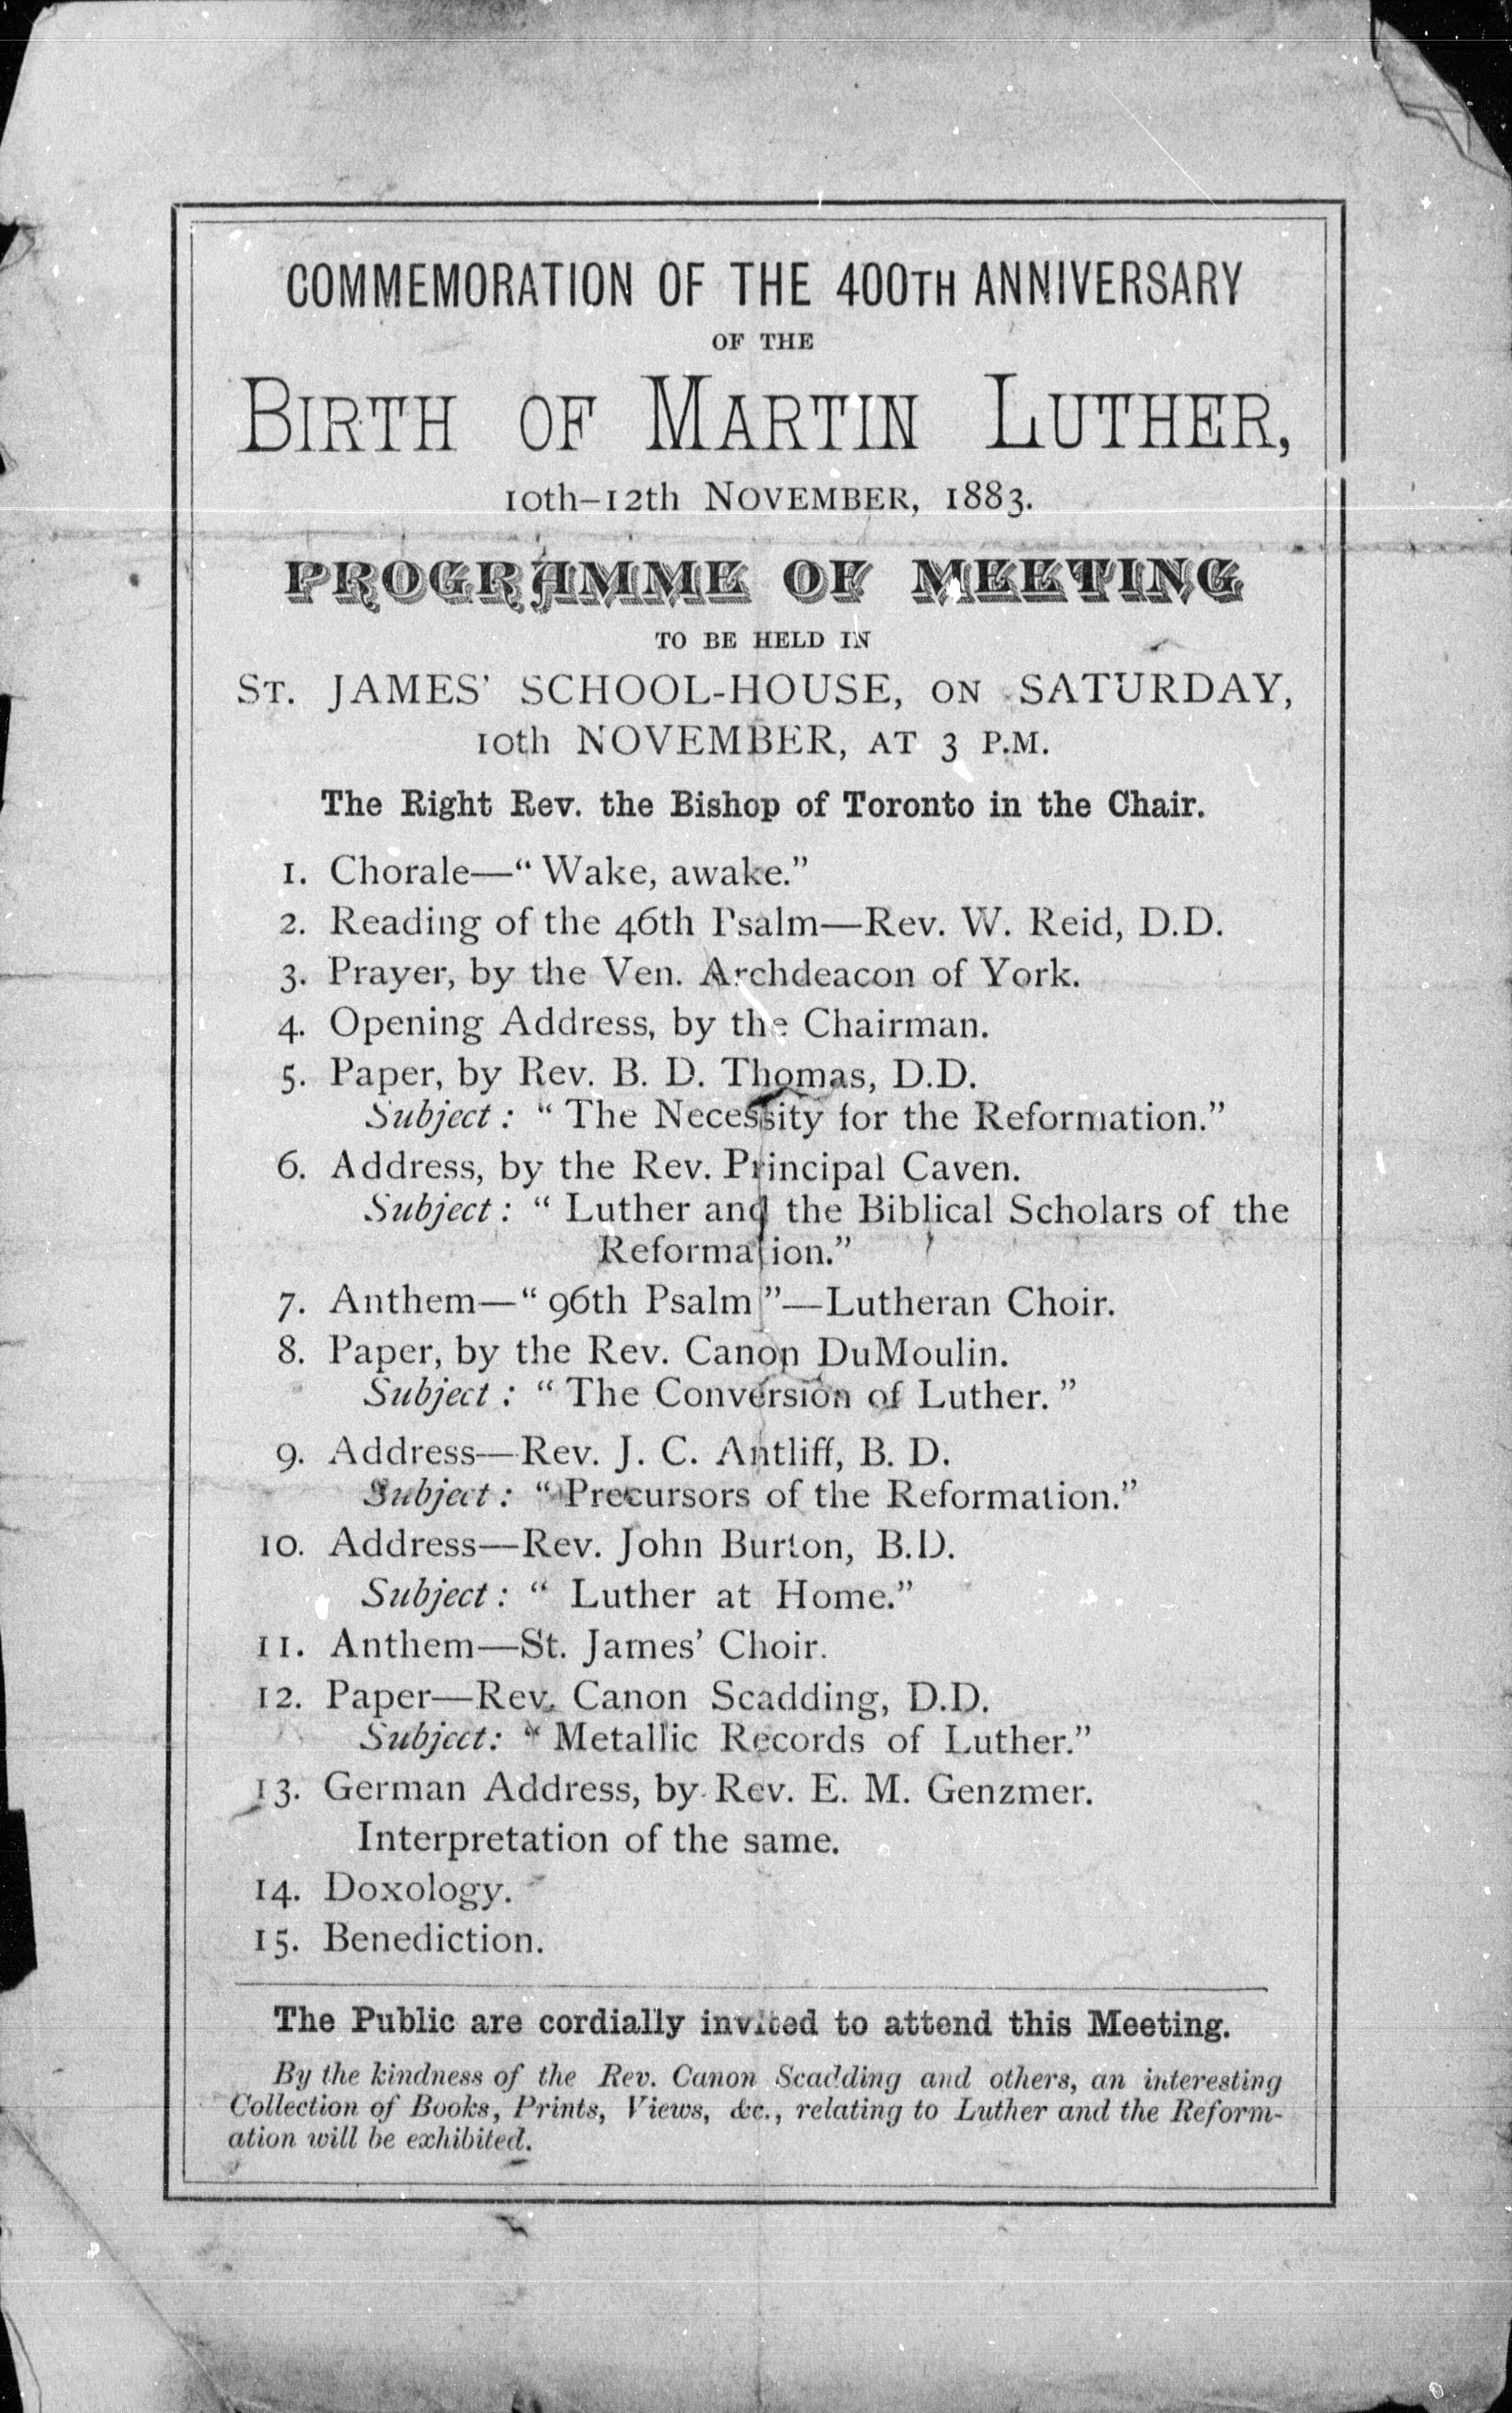 COMMEMORATION OF THE 400TH ANNIVERSARY
OF THE
BIRTH OF MARTIN LUTHER,
10th–12th NOVEMBER, 1883.
PROGRAMME OF MEETING
TO BE HELD IN
ST. JAMES' SCHOOL-HOUSE, ON SATURDAY,
10th NOVEMBER, AT 3 P.M.
The Right Rev. the Bishop of Toronto in the Chair.
1. Chorale—“Wake, awake.”
2. Reading of the 46th Psalm—Rev. W. Reid, D.D.
3. Prayer, by the Ven. Archdeacon of York.
4. Opening Address, by the Chairman.
5. Paper, by Rev. B. D. Thomas, D.D.
Subject: “The Necessity for the Reformation.”
6. Address, by the Rev. Principal Caven.
Subject: “Luther and the Biblical Scholars of the
Reformation.”
7. Anthem—“96th Psalm”—Lutheran Choir.
8. Paper, by the Rev. Canon DuMoulin.
Subject: “The Conversion of Luther.”
9. Address—Rev. J. C. Antliff, B. D.
Subject: “Precursors of the Reformation.”
10. Address—Rev. John Burton, B.D.
Subject: “Luther at Home.”
11. Anthem—St. James' Choir.
12. Paper—Rev. Canon Scadding, D.D.
Subject: “Metallic Records of Luther.”
13. German Address, by Rev. E. M. Genzmer.
Interpretation of the same.
14. Doxology.
15. Benediction.
The Public are cordially invited to attend this Meeting.
By the kindness of the Rev. Canon Scadding and others, an interesting
Collection of Books, Prints, Views, &c., relating to Luther and the Reform-
ation will be exhibited.